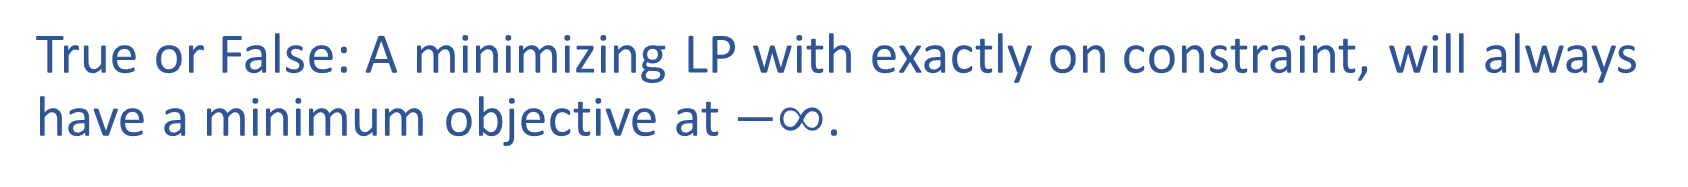 True or False: A minimizing LP with exactly on constraint, will always
have a minimum objective at −∞.